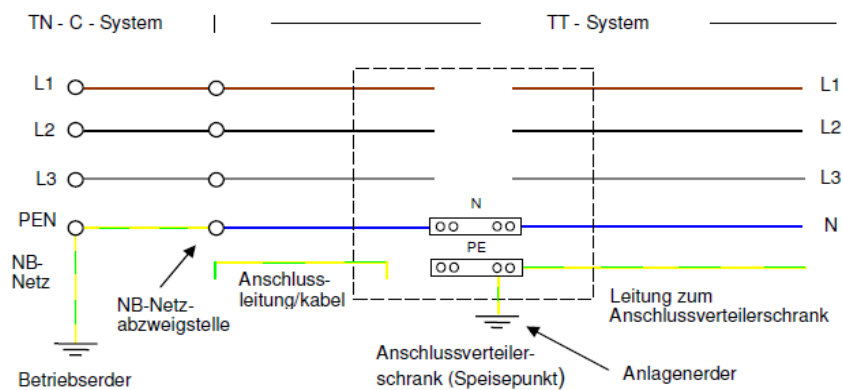 TN - C - System
TT - System
L1
L1
L2
L2
L3
L3
N
PEN
N
PE
NB-
Netz
NB-Netz-
abzweigstelle
Anschluss-
leitung/kabel
Leitung zum
Anschlussverteilerschrank
Betriebserder
Anschlussverteiler-
schrank (Speisepunkt)
Anlagenerder